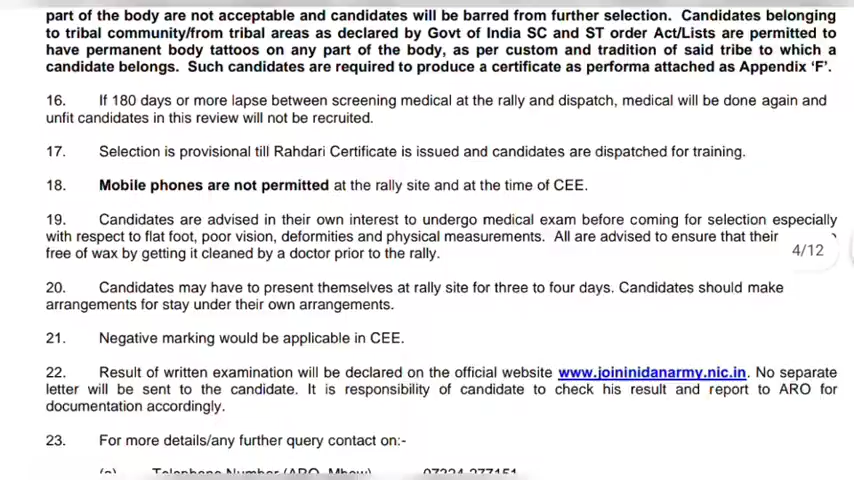 part of the body are not acceptable and candidates will be barred from further selection. Candidates belonging
to tribal community/from tribal areas as declared by Govt of India SC and ST order Act/Lists are permitted to
have permanent body tattoos on any part of the body, as per custom and tradition of said tribe to which a
candidate belongs. Such candidates are required to produce a certificate as performa attached as Appendix ‘F’.
16. If 180 days or more lapse between screening medical at the rally and dispatch, medical will be done again and
unfit candidates in this review will not be recruited.
17. Selection is provisional till Rahdari Certificate is issued and candidates are dispatched for training.
18. Mobile phones are not permitted at the rally site and at the time of CEE.
19. Candidates are advised in their own interest to undergo medical exam before coming for selection especially
with respect to flat foot, poor vision, deformities and physical measurements. All are advised to ensure that their
free of wax by getting it cleaned by a doctor prior to the rally.
4/12
20. Candidates may have to present themselves at rally site for three to four days. Candidates should make
arrangements for stay under their own arrangements.
21. Negative marking would be applicable in CEE.
22. Result of written examination will be declared on the official website www.joininidanarmy.nic.in. No separate
letter will be sent to the candidate. It is responsibility of candidate to check his result and report to ARO for
documentation accordingly.
23. For more details/any further query contact on:-
(a) Telephone Number (ARO, Mhow) 07324-277151